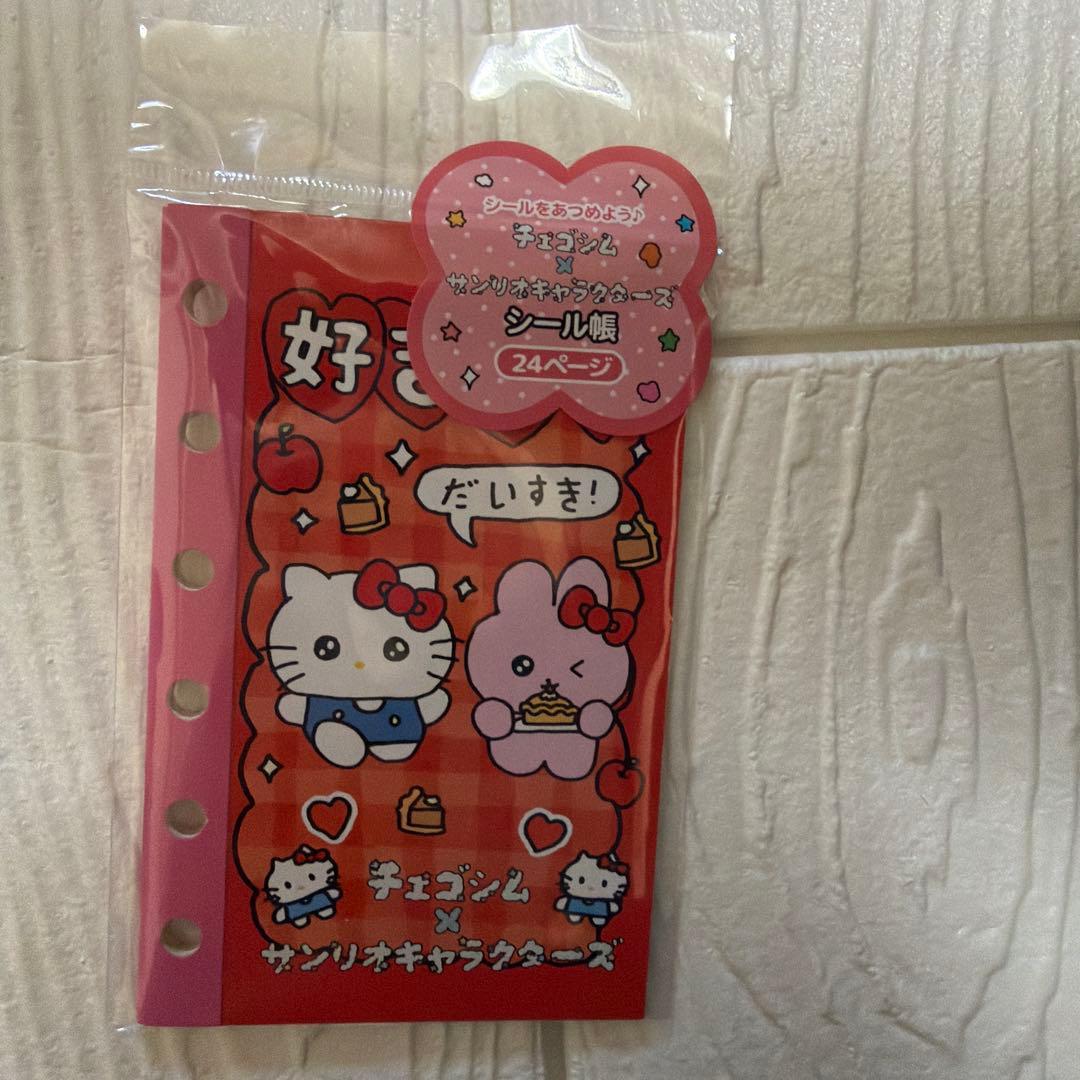 シールをあつめよう♪
チェゴシム
×
サンリオキャラクターズ
シール帳
24ページ
好
だいすき!
チェゴシム
×
サンリオキャラクターズ